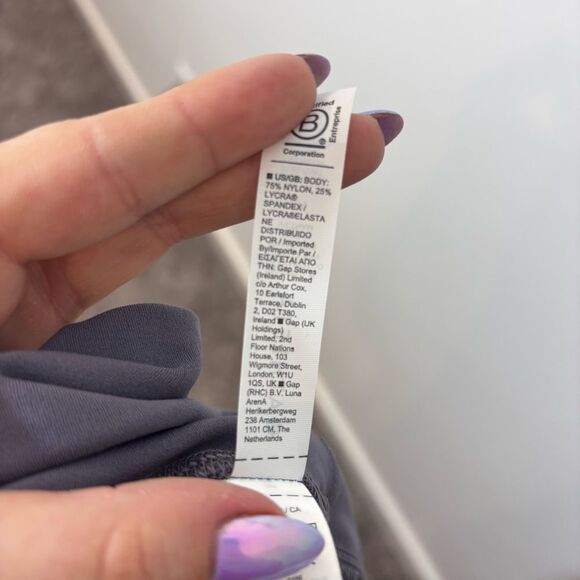 B
®
Entreprise
Corporation
■ US/GB: BODY:
75% NYLON, 25%
LYCRA®
SPANDEX /
LYCRA®ELASTA
NE
DISTRIBUIDO
POR / Imported
By/Importe Par /
ΕΙΣΑΓΕΤΑΙ ΑΠΟ
ΤΗΝ: Gap Stores
(Ireland) Limited
c/o Arthur Cox,
10 Earlsfort
Terrace, Dublin
2, D02 T380,
Ireland ■ Gap (UK
Holdings)
Limited, 2nd
Floor Nations
House, 103
Wigmore Street,
London, W1U
1QS, UK ■ Gap
(RHC) B.V. Luna
ArenA
Herikerbergweg
238 Amsterdam
1101 CM, The
Netherlands
/ CA